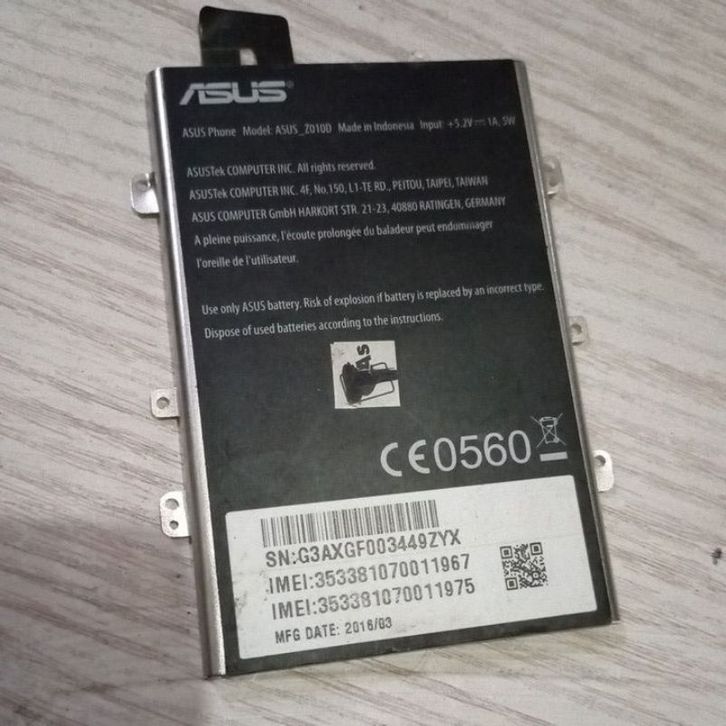 ASUS
ASUS Phone Model: ASUS_Z010D Made in Indonesia Input: +5.2V⎓1A, 5W
ASUSTek COMPUTER INC. All rights reserved.
ASUSTek COMPUTER INC. 4F, No.150, L1-TE RD., PEITOU, TAIPEI, TAIWAN
ASUS COMPUTER GmbH HARKORT STR. 21-23, 40880 RATINGEN, GERMANY
A pleine puissance, l'écoute prolongée du baladeur peut endommager
l'oreille de l'utilisateur.
Use only ASUS battery. Risk of explosion if battery is replaced by an incorrect type.
Dispose of used batteries according to the instructions.
CE0560
SN:G3AXGF003449ZYX
IMEI:353381070011967
IMEI:353381070011975
MFG DATE: 2016/03